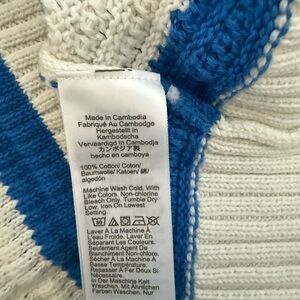 Made In Cambodia
Fabriqué Au Cambodge
Hergestellt in
Kambodscha
Vervaardigd In Cambodja
カンボジア製
hecho en camboya
100% Cotton/ Coton/
Baumwolle/ Katoen/ 綿/
algodón
Machine Wash Cold, With
Like Colors. Non-chlorine
Bleach Only. Tumble Dry
Low. Iron On Lowest
Setting.
Laver À La Machine À
L'eau Froide. Laver En
Séparant Les Couleurs.
Seulement Agent De
Blanchiment Non-chlore.
Sécher À La Machine À
Basse Température.
Repasser À Fer Doux Si
Nécessaire.
In Der Maschine Kalt
Waschen, Mit Ähnlichen
Farben Waschen. Nur